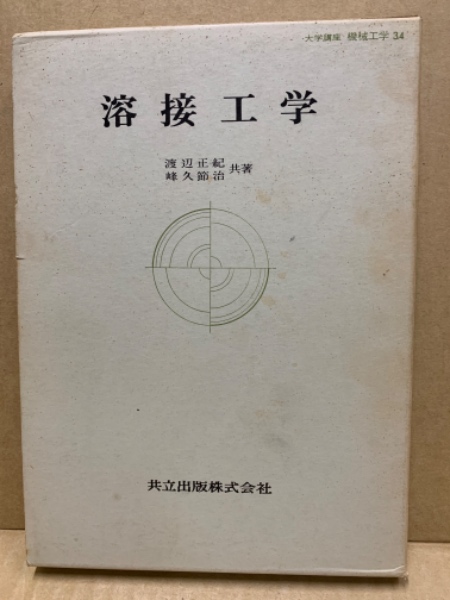 大学講座 機械工学 34
溶接工学
渡辺正紀
峰久節治 共著
共立出版株式会社